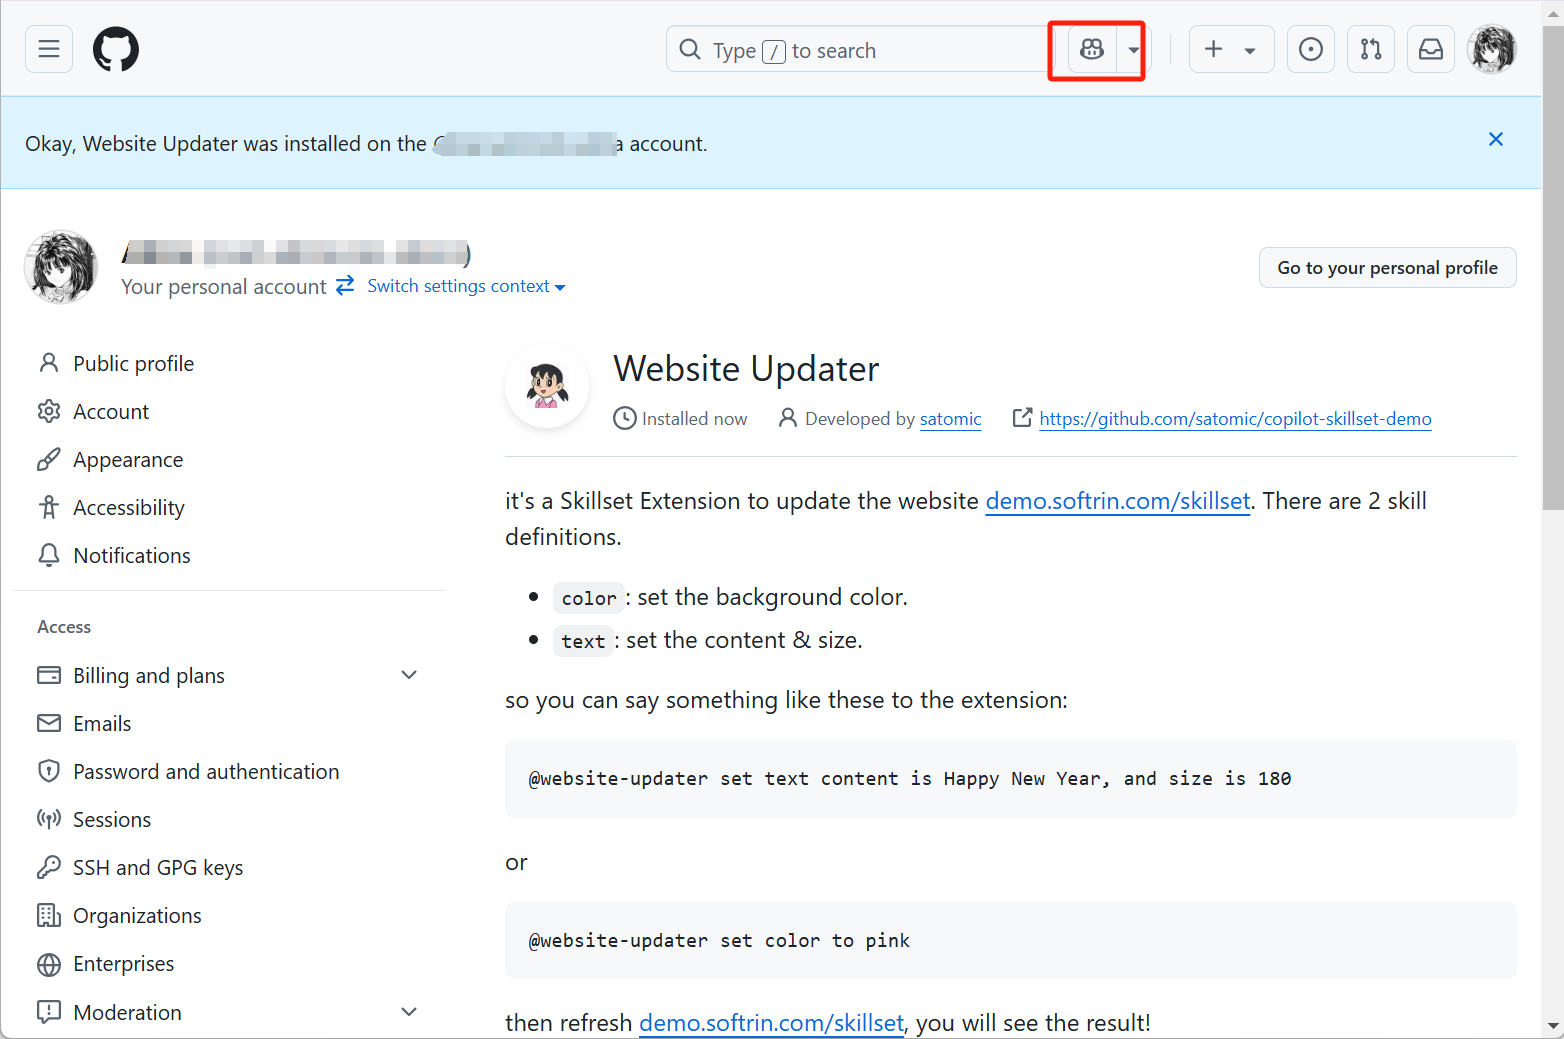 Type / to search
Okay, Website Updater was installed on the account.
Your personal account Switch settings context
Go to your personal profile
Public profile
Account
Appearance
Accessibility
Notifications
Access
Billing and plans
Emails
Password and authentication
Sessions
SSH and GPG keys
Organizations
Enterprises
Moderation
Website Updater
Installed now Developed by satomic https://github.com/satomic/copilot-skillset-demo
it's a Skillset Extension to update the website demo.softrin.com/skillset. There are 2 skill
definitions.
color: set the background color.
text: set the content & size.
so you can say something like these to the extension:
@website-updater set text content is Happy New Year, and size is 180
or
@website-updater set color to pink
then refresh demo.softrin.com/skillset, you will see the result!